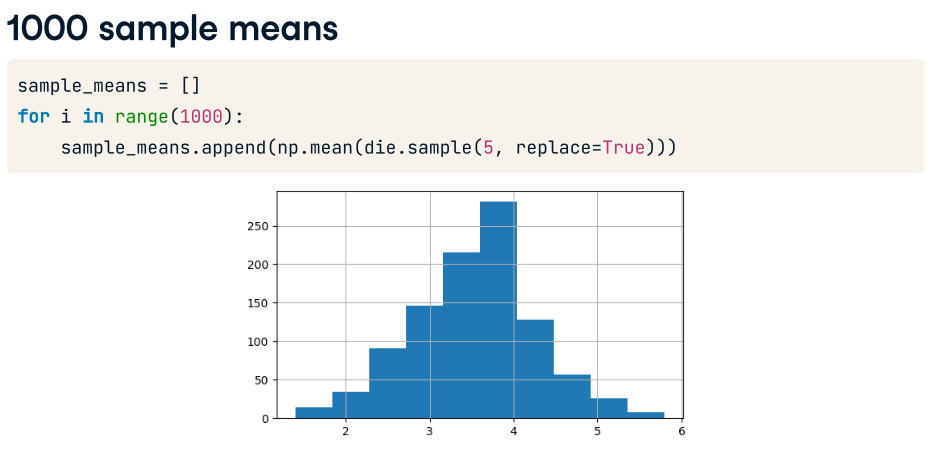 1000 sample means
sample_means = []
for i in range(1000):
    sample_means.append(np.mean(die.sample(5, replace=True)))
250
200
150
100
50
0
2 3 4 5 6